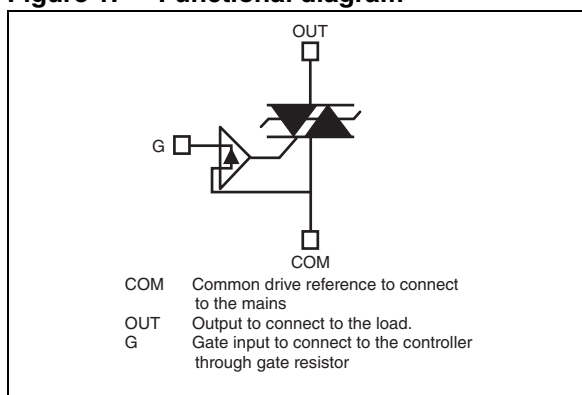 Figure 1. Functional diagram
OUT
G
COM
COM Common drive reference to connect
to the mains
OUT Output to connect to the load.
G Gate input to connect to the controller
through gate resistor